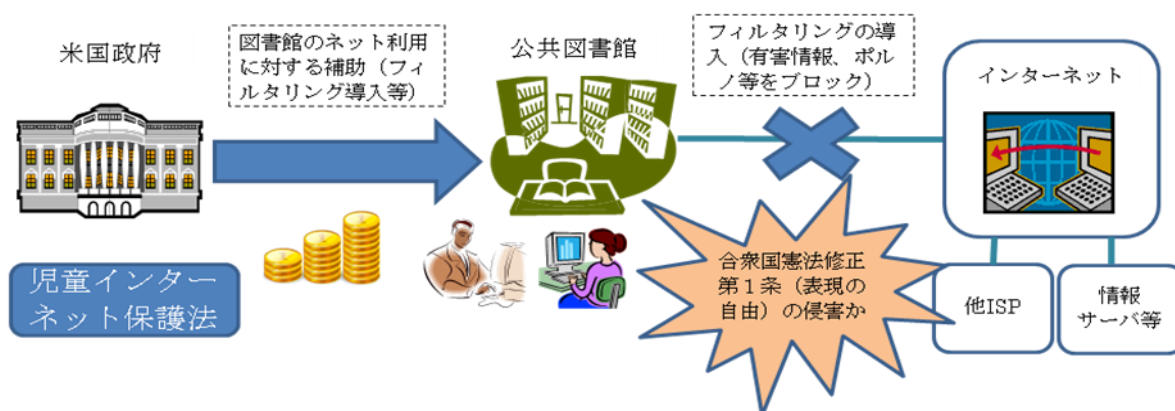 米国政府
図書館のネット利用
に対する補助（フィ
ルタリング導入等）
公共図書館
フィルタリングの導
入（有害情報、ポル
ノ等をブロック）
インターネット
児童インター
ネット保護法
合衆国憲法修正
第１条（表現の
自由）の侵害か
他ISP
情報
サーバ等